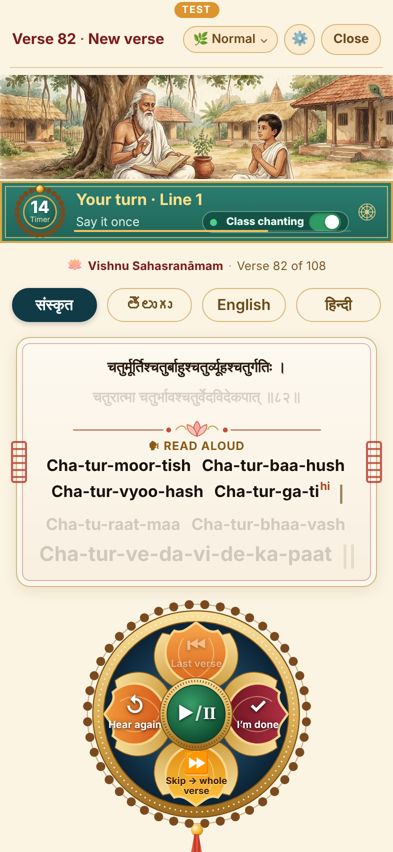 TEST
Verse 82 · New verse
🌿 Normal
Close
14
Timer
Your turn · Line 1
Say it once
Class chanting
Vishnu Sahasranāmam · Verse 82 of 108
संस्कृत
తెలుగు
English
हिन्दी
चतुर्मूर्तिश्चतुर्बाहुश्चतुर्व्यूहश्चतुर्गतिः ।
चतुरात्मा चतुर्भावश्चतुर्वेदविदेकपात् ॥८२॥
READ ALOUD
Cha-tur-moor-tish Cha-tur-baa-hush
Cha-tur-vyoo-hash Cha-tur-ga-tihi |
Cha-tu-raat-maa Cha-tur-bhaa-vash
Cha-tur-ve-da-vi-de-ka-paat ||
Last verse
Hear again
▶/II
I'm done
Skip → whole
verse